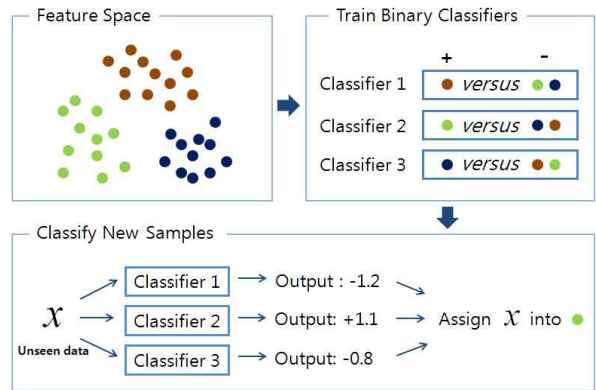 Feature Space
Train Binary Classifiers
+ -
Classifier 1 versus
Classifier 2 versus
Classifier 3 versus
Classify New Samples
x
Unseen data
Classifier 1 Output : -1.2
Classifier 2 Output: +1.1
Classifier 3 Output: -0.8
Assign x into